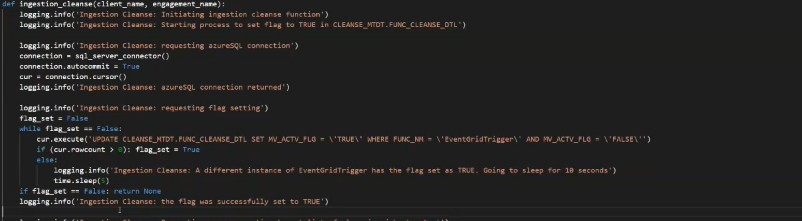 def ingestion_cleanse(client_name, engagement_name):
logging.info('Ingestion Cleanse: Initiating ingestion cleanse function')
logging.info('Ingestion Cleanse: Starting process to set flag to TRUE in CLEANSE_MTDT.FUNC_CLEANSE_DTL')
logging.info('Ingestion Cleanse: requesting azureSQL connection')
connection = sql_server_connector()
connection.autocommit = True
cur = connection.cursor()
logging.info('Ingestion Cleanse: azureSQL connection returned')
logging.info('Ingestion Cleanse: requesting flag setting')
flag_set = False
while flag_set == False:
cur.execute('UPDATE CLEANSE_MTDT.FUNC_CLEANSE_DTL SET MV_ACTV_FLG = \'TRUE\' WHERE FUNC_NM = \'EventGridTrigger\' AND MV_ACTV_FLG = \'FALSE\'')
if (cur.rowcount > 0): flag_set = True
else:
logging.info('Ingestion Cleanse: A different instance of EventGridTrigger has the flag set as TRUE. Going to sleep for 10 seconds')
time.sleep(5)
if flag_set == False: return None
logging.info('Ingestion Cleanse: the flag was successfully set to TRUE')